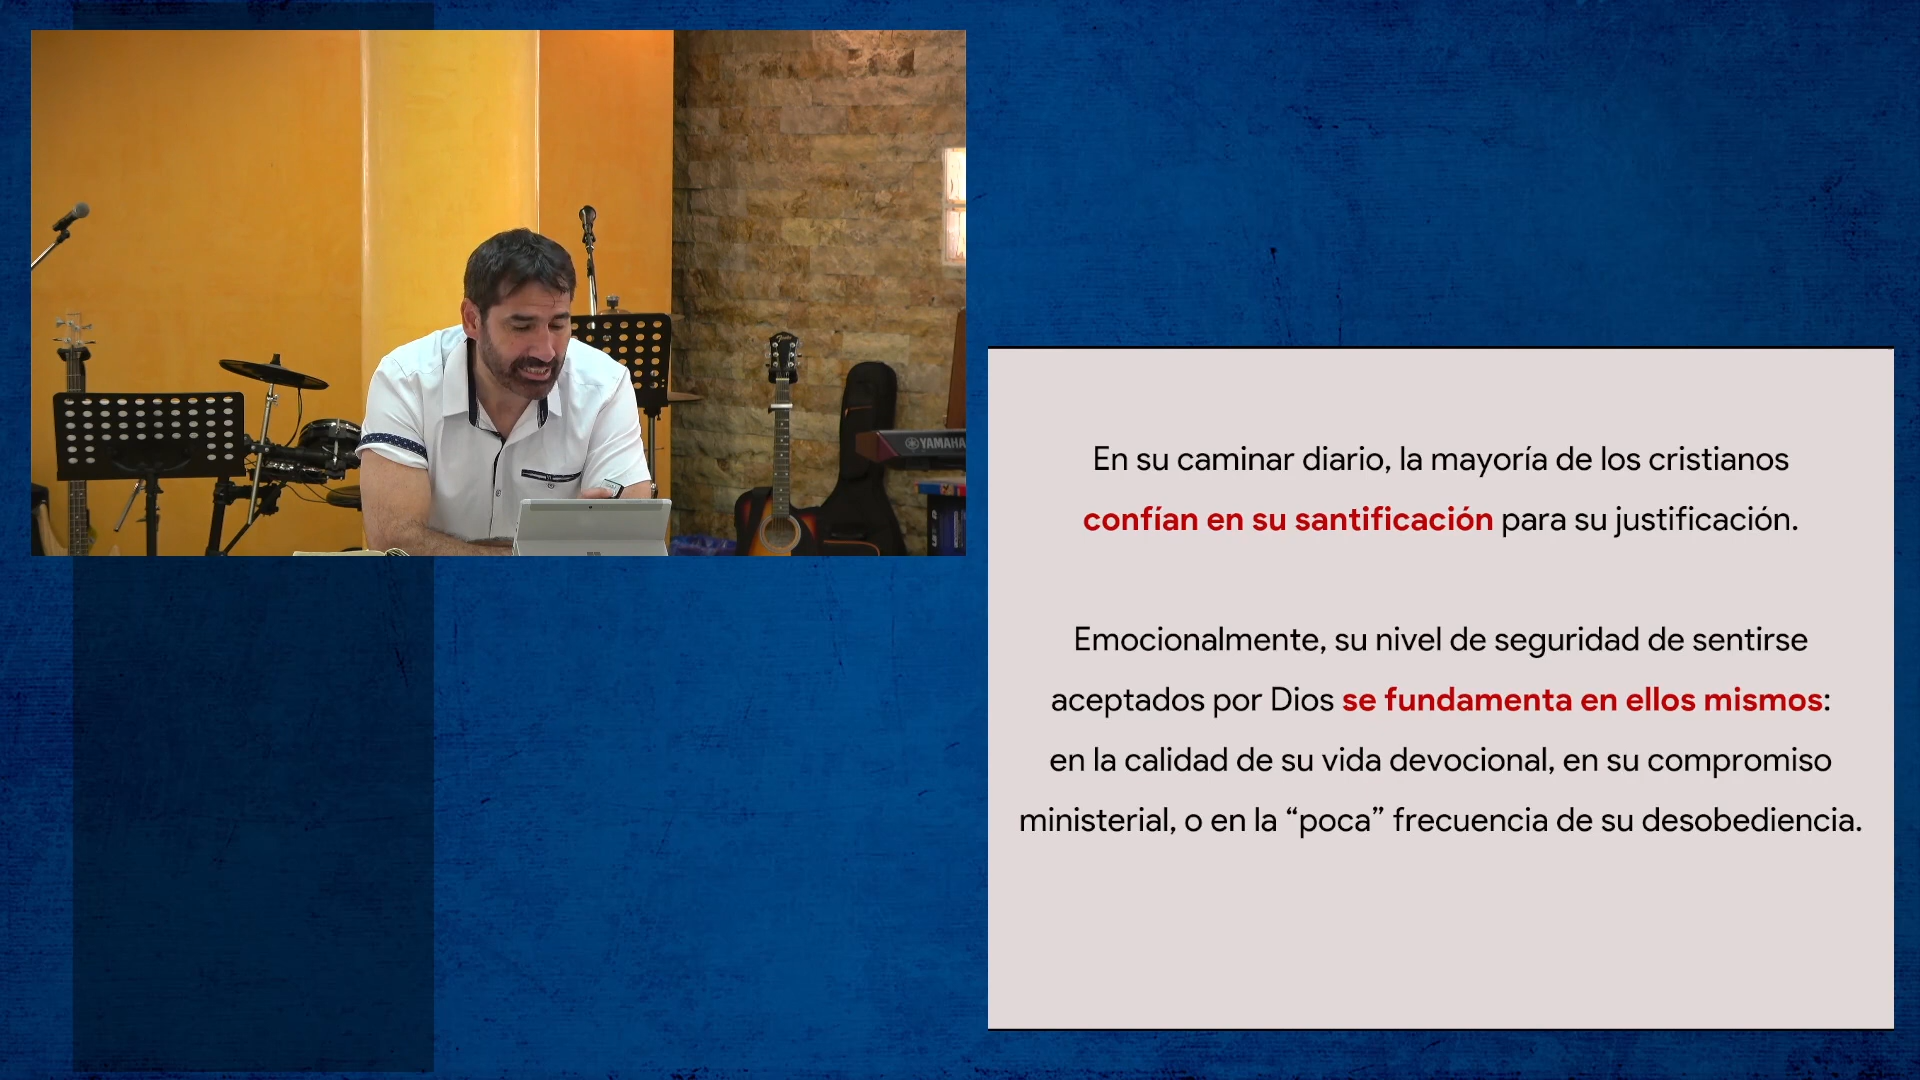 Fender
YAMAHA
En su caminar diario, la mayoría de los cristianos
confían en su santificación para su justificación.
Emocionalmente, su nivel de seguridad de sentirse
aceptados por Dios se fundamenta en ellos mismos:
en la calidad de su vida devocional, en su compromiso
ministerial, o en la “poca” frecuencia de su desobediencia.